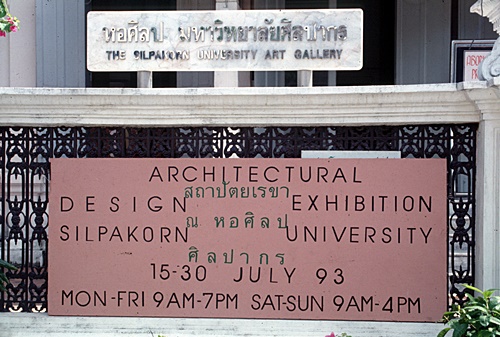 หอศิลป มหาวิทยาลัยศิลปากร
THE SILPAKORN UNIVERSITY ART GALLERY
ARCHITECTURAL
สถาปัตยเรขา
DESIGN EXHIBITION
ณ หอศิลป
SILPAKORN UNIVERSITY
ศิลปากร
15-30 JULY 93
MON-FRI 9AM-7PM SAT-SUN 9AM-4PM